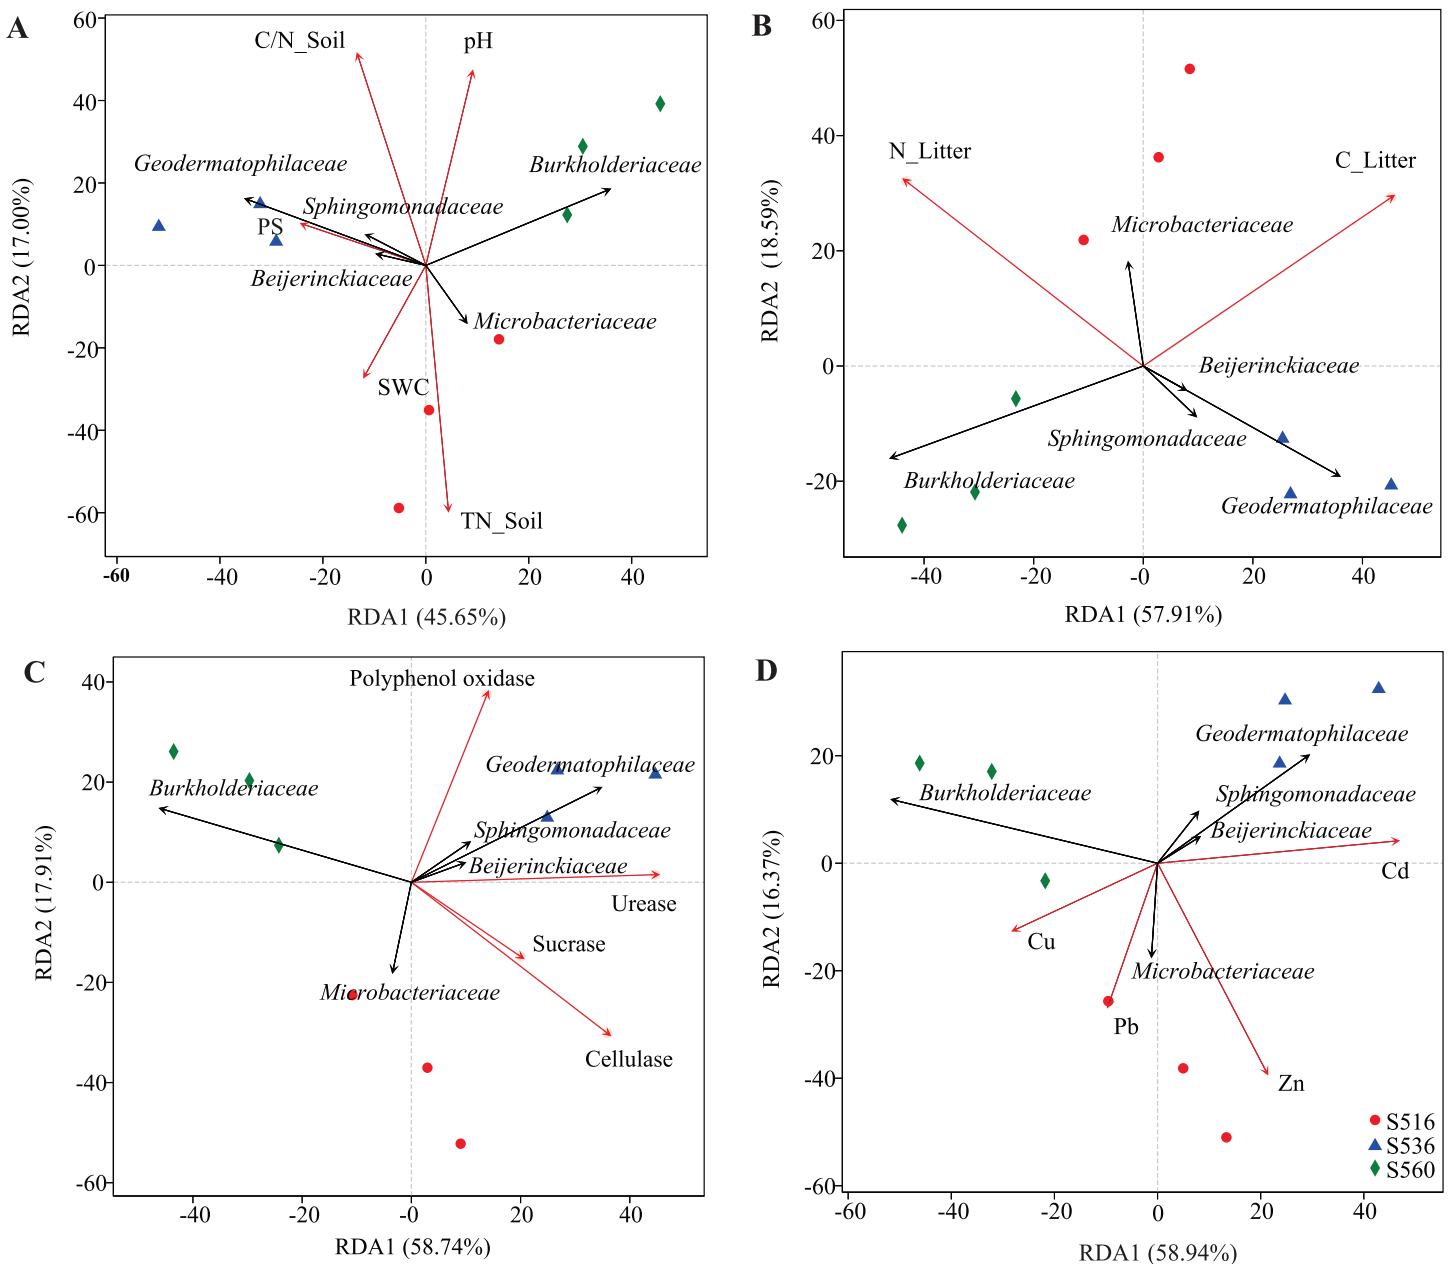 A
60
40
20
0
-20
-40
-60
RDA2 (17.00%)
C/N_Soil
pH
Geodermatophilaceae
Burkholderiaceae
Sphingomonadaceae
PS
Beijerinckiaceae
Microbacteriaceae
SWC
TN_Soil
-60
-40
-20
0
20
40
RDA1 (45.65%)
B
60
40
20
0
-20
RDA2 (18.59%)
N_Litter
C_Litter
Microbacteriaceae
Beijerinckiaceae
Sphingomonadaceae
Burkholderiaceae
Geodermatophilaceae
-40
-20
-0
20
40
RDA1 (57.91%)
C
40
20
0
-20
-40
-60
RDA2 (17.91%)
Polyphenol oxidase
Geodermatophilaceae
Burkholderiaceae
Sphingomonadaceae
Beijerinckiaceae
Urease
Sucrase
Microbacteriaceae
Cellulase
-40
-20
-0
20
40
RDA1 (58.74%)
D
20
0
-20
-40
-60
RDA2 (16.37%)
Geodermatophilaceae
Burkholderiaceae
Sphingomonadaceae
Beijerinckiaceae
Cd
Cu
Microbacteriaceae
Pb
Zn
S516
S536
S560
-60
-40
-20
0
20
40
RDA1 (58.94%)